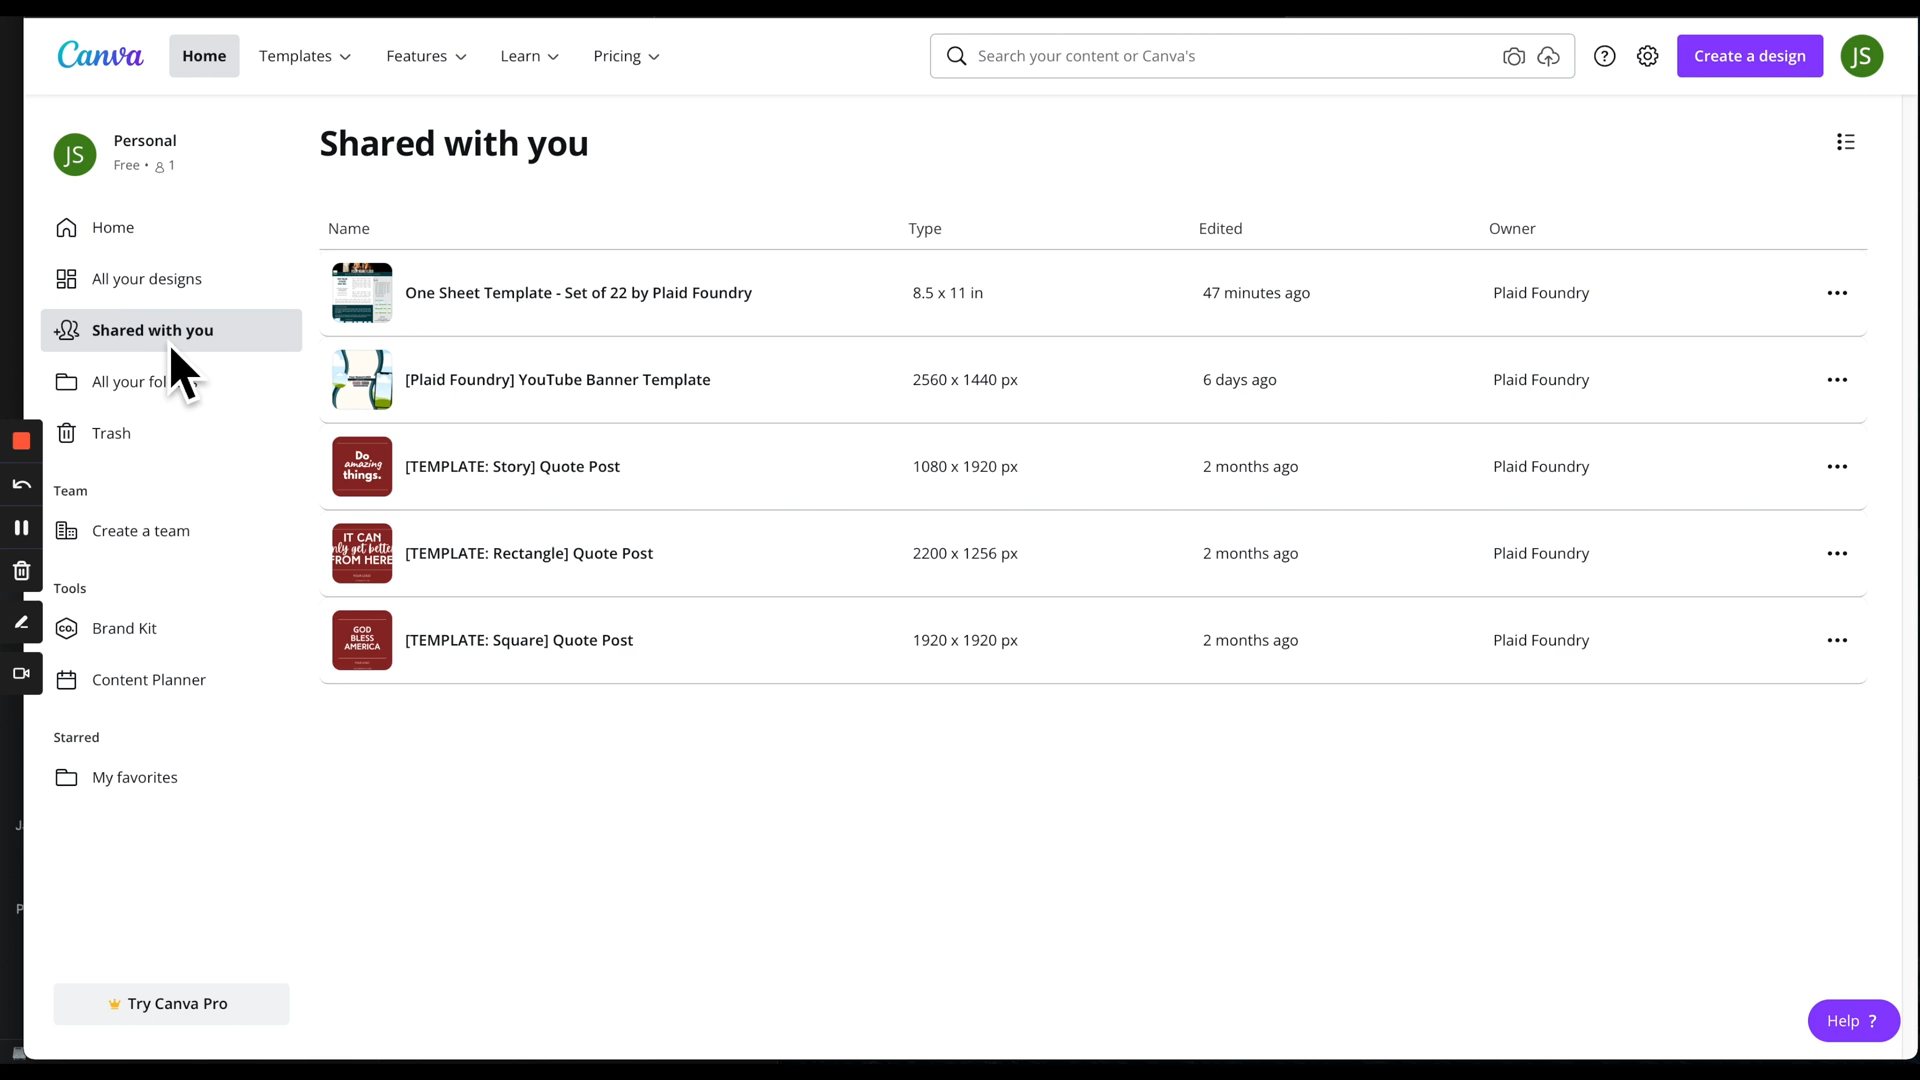 Canva
Home
Templates
Features
Learn
Pricing
Search your content or Canva's
Create a design
JS
JS
Personal
Free • 1
Shared with you
Home
All your designs
Shared with you
All your fol
Trash
Team
Create a team
Tools
CO.
Brand Kit
Content Planner
Starred
My favorites
Try Canva Pro
Name Type Edited Owner
One Sheet Template - Set of 22 by Plaid Foundry 8.5 x 11 in 47 minutes ago Plaid Foundry
[Plaid Foundry] YouTube Banner Template 2560 x 1440 px 6 days ago Plaid Foundry
Do
amazing
things.
[TEMPLATE: Story] Quote Post 1080 x 1920 px 2 months ago Plaid Foundry
IT CAN
only get better
FROM HERE
[TEMPLATE: Rectangle] Quote Post 2200 x 1256 px 2 months ago Plaid Foundry
GOD
BLESS
AMERICA
[TEMPLATE: Square] Quote Post 1920 x 1920 px 2 months ago Plaid Foundry
Help ?